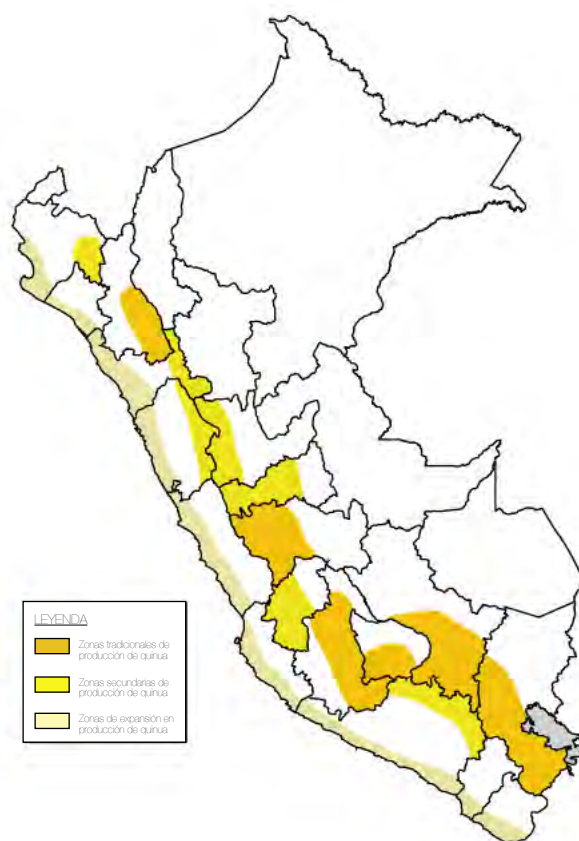 LEYENDA
Zonas tradicionales de
producción de quinua
Zonas secundarias de
producción de quinua
Zonas de expansión en
producción de quinua